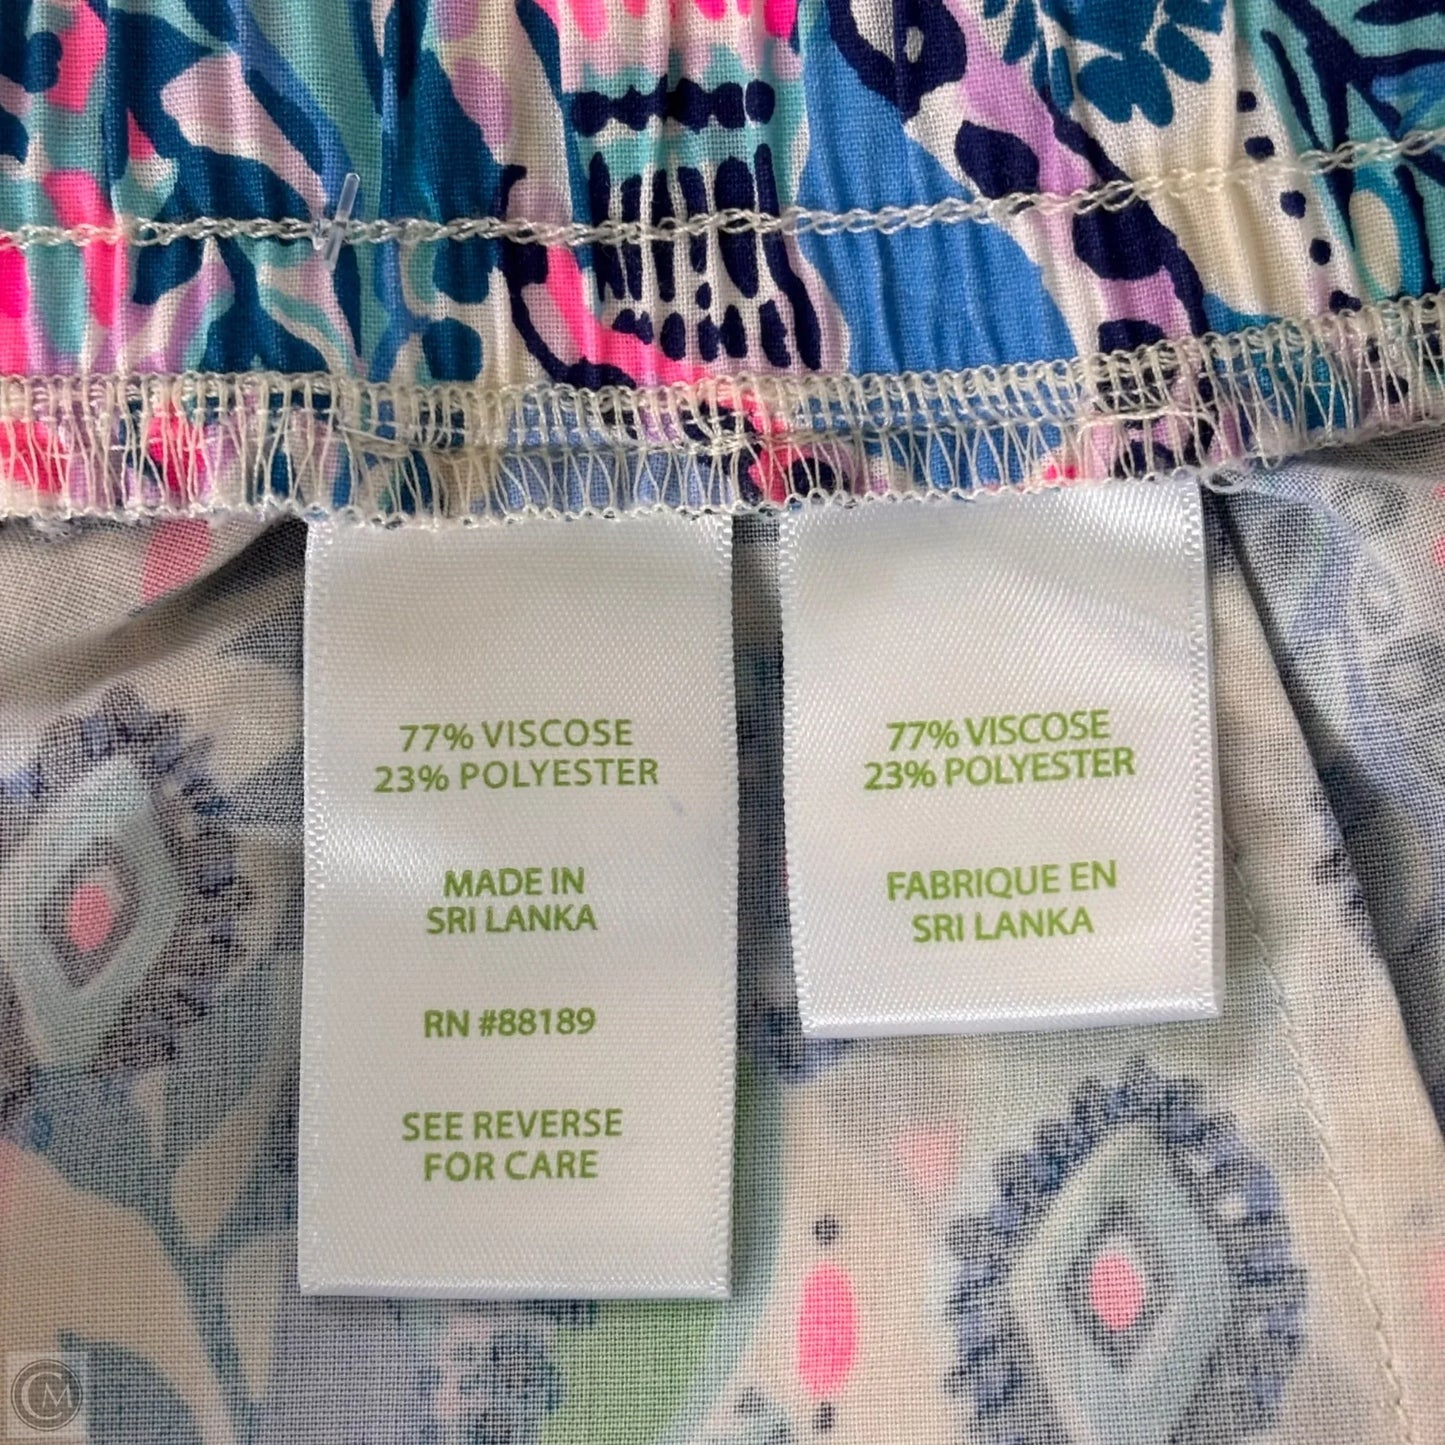 77% VISCOSE
23% POLYESTER
MADE IN
SRI LANKA
RN #88189
SEE REVERSE
FOR CARE
77% VISCOSE
23% POLYESTER
FABRIQUE EN
SRI LANKA
CM